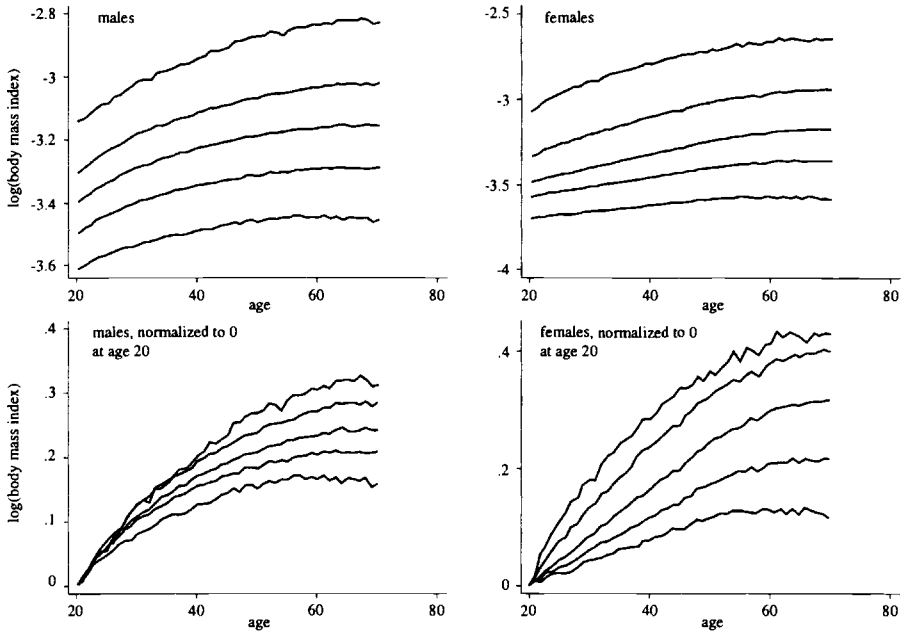 males
log(body mass index)
-2.8
-3
-3.2
-3.4
-3.6
20
40
60
80
age
females
-2.5
-3
-3.5
-4
20
40
60
80
age
males, normalized to 0
at age 20
log(body mass index)
.4
.3
.2
.1
0
20
40
60
80
age
females, normalized to 0
at age 20
.4
.2
0
20
40
60
80
age